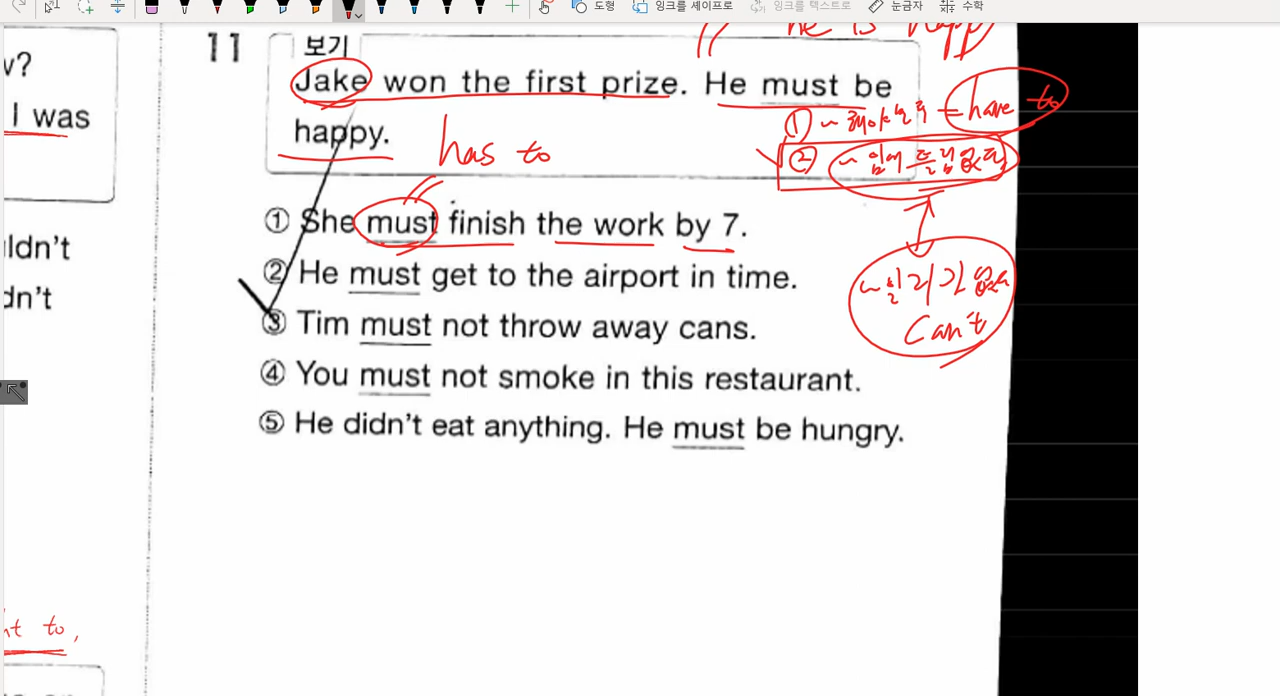 도형 잉크를 셰이프로 잉크를 텍스트로 눈금자 수학
he is happ
v?
I was
ldn't
dn't
nt to,
11
보기
Jake won the first prize. He must be
happy.
has to
① ~해야한다 = have to
② ~임에 틀림없다
~일 리가 없다
can't
① She must finish the work by 7.
② He must get to the airport in time.
③ Tim must not throw away cans.
④ You must not smoke in this restaurant.
⑤ He didn't eat anything. He must be hungry.